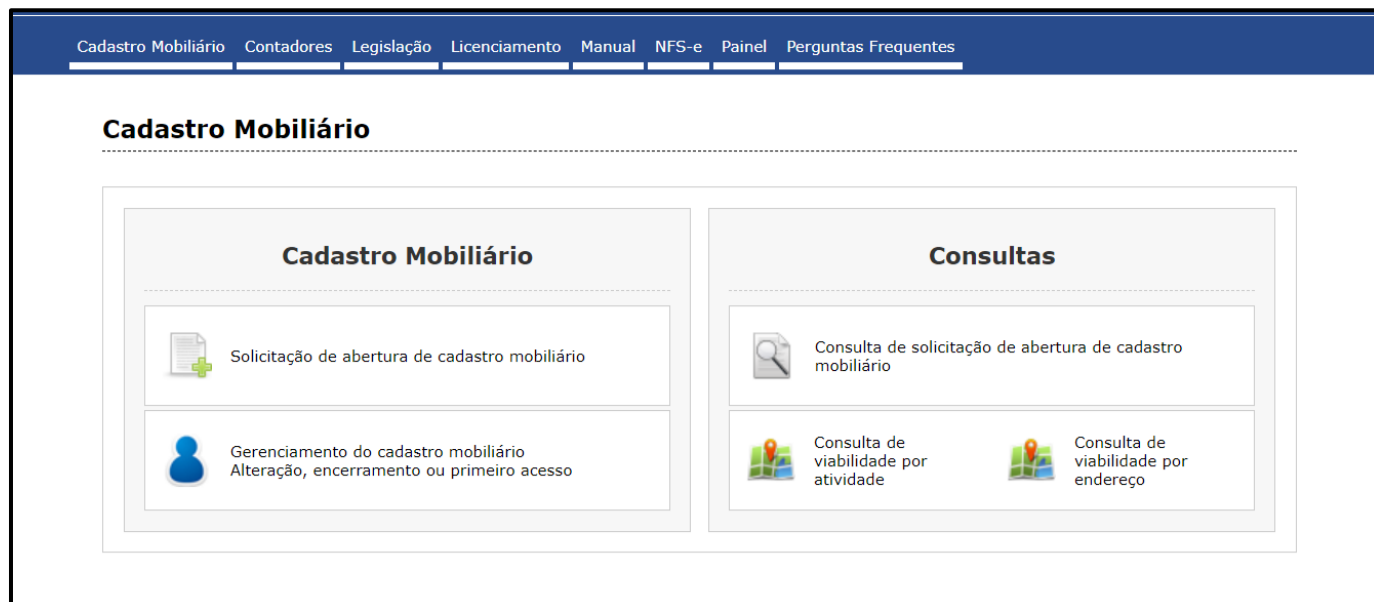 Cadastro Mobiliário Contadores Legislação Licenciamento Manual NFS-e Painel Perguntas Frequentes
Cadastro Mobiliário
Cadastro Mobiliário
Solicitação de abertura de cadastro mobiliário
Gerenciamento do cadastro mobiliário
Alteração, encerramento ou primeiro acesso
Consultas
Consulta de solicitação de abertura de cadastro
mobiliário
Consulta de
viabilidade por
atividade
Consulta de
viabilidade por
endereço